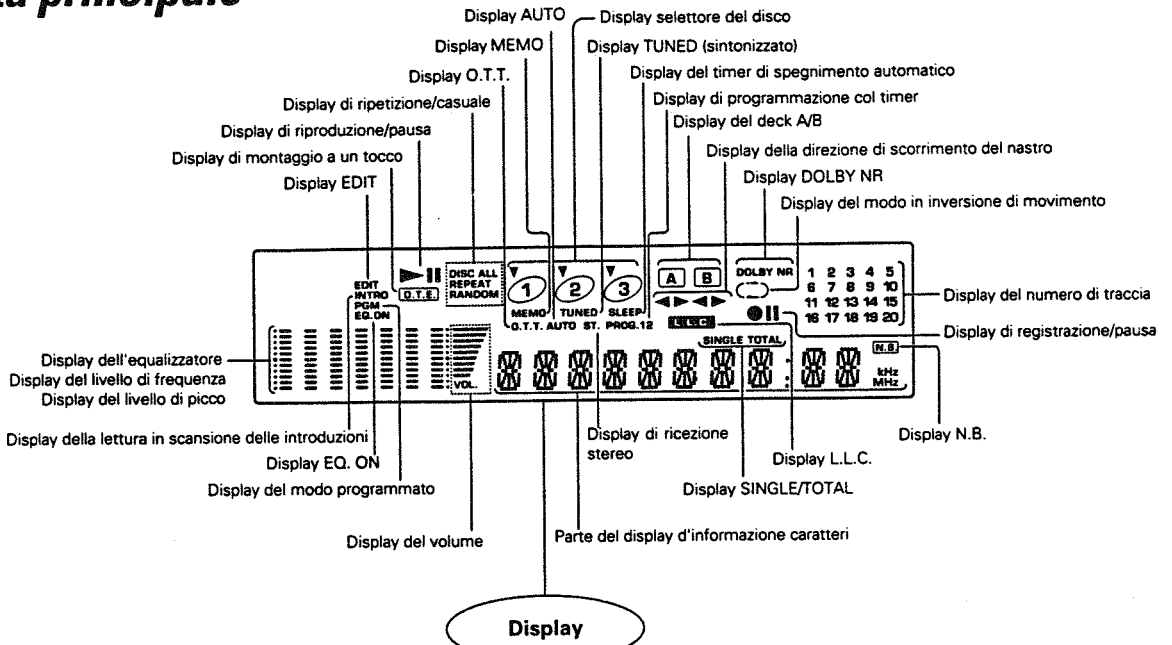 Display AUTO
Display selettore del disco
Display MEMO
Display TUNED (sintonizzato)
Display O.T.T.
Display del timer di spegnimento automatico
Display di ripetizione/casuale
Display di programmazione col timer
Display di riproduzione/pausa
Display del deck A/B
Display di montaggio a un tocco
Display della direzione di scorrimento del nastro
Display EDIT
Display DOLBY NR
Display del modo in inversione di movimento
EDIT
INTRO
PGM
EQ.ON
O.T.E.
DISC ALL
REPEAT
RANDOM
1 2 3
MEMO TUNED SLEEP
O.T.T. AUTO ST. PROG.12
A B
L.L.C.
DOLBY NR
1 2 3 4 5
6 7 8 9 10
11 12 13 14 15
16 17 18 19 20
SINGLE TOTAL
N.B.
kHz
MHz
VOL.
Display del numero di traccia
Display di registrazione/pausa
Display dell'equalizzatore
Display del livello di frequenza
Display del livello di picco
Display della lettura in scansione delle introduzioni
Display di ricezione
stereo
Display N.B.
Display EQ. ON
Display L.L.C.
Display del modo programmato
Display SINGLE/TOTAL
Display del volume
Parte del display d'informazione caratteri
Display